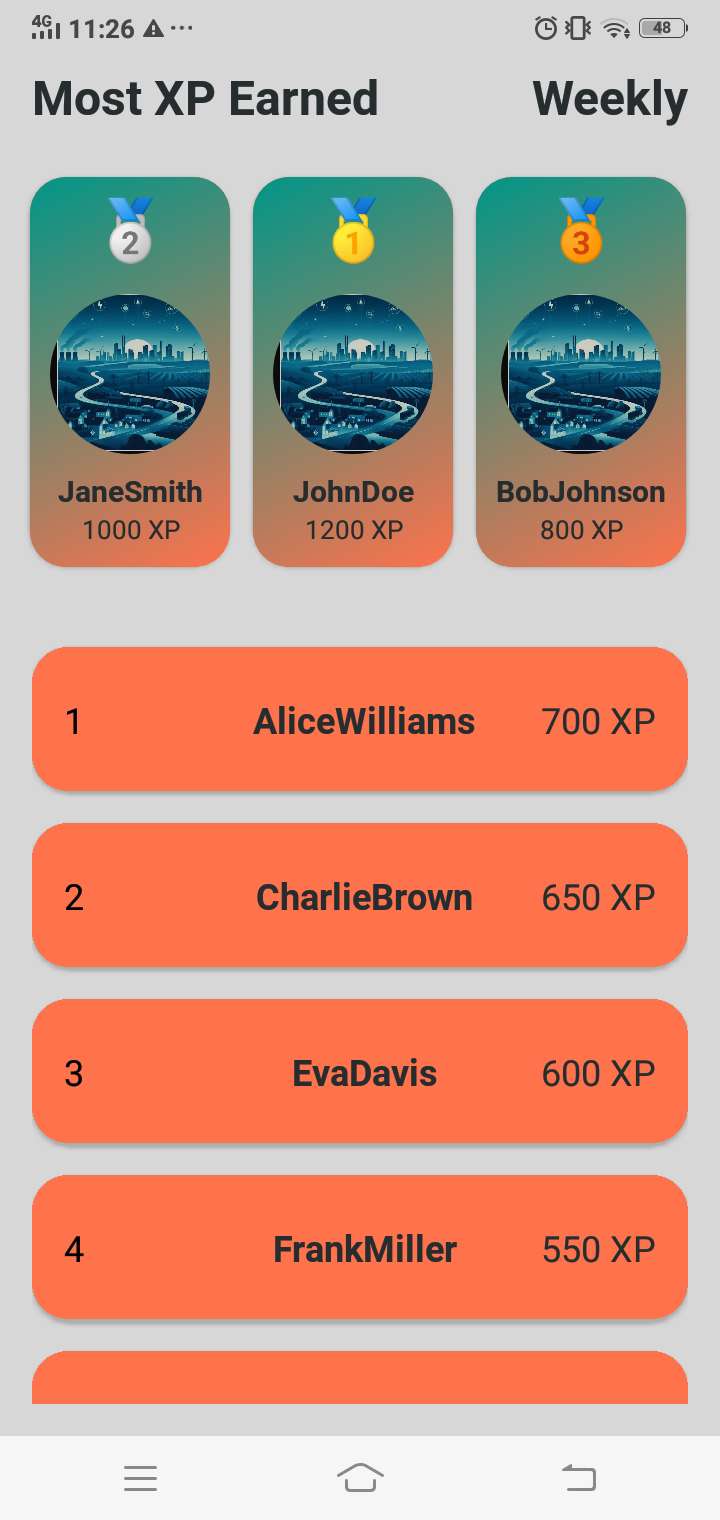 4G 11:26 48
Most XP Earned Weekly
2 1 3
JaneSmith JohnDoe BobJohnson
1000 XP 1200 XP 800 XP
1 AliceWilliams 700 XP
2 CharlieBrown 650 XP
3 EvaDavis 600 XP
4 FrankMiller 550 XP